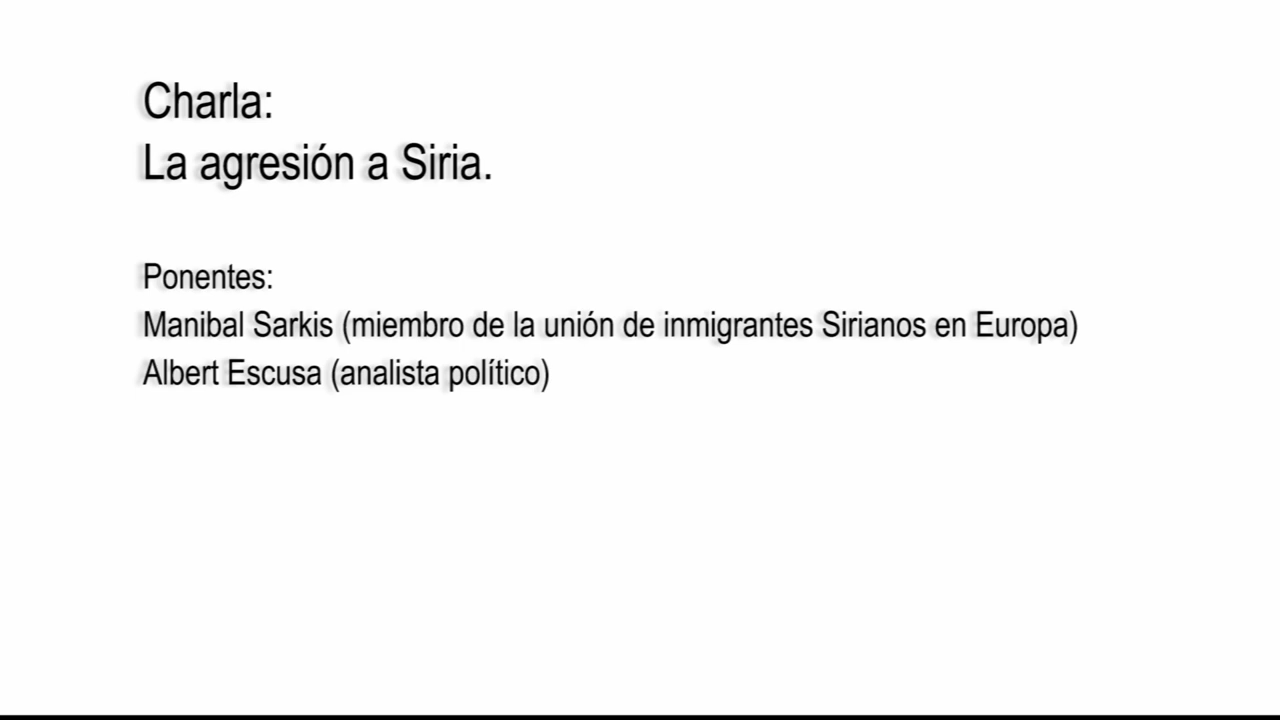 Charla:
La agresión a Siria.
Ponentes:
Manibal Sarkis (miembro de la unión de inmigrantes Sirianos en Europa)
Albert Escusa (analista político)